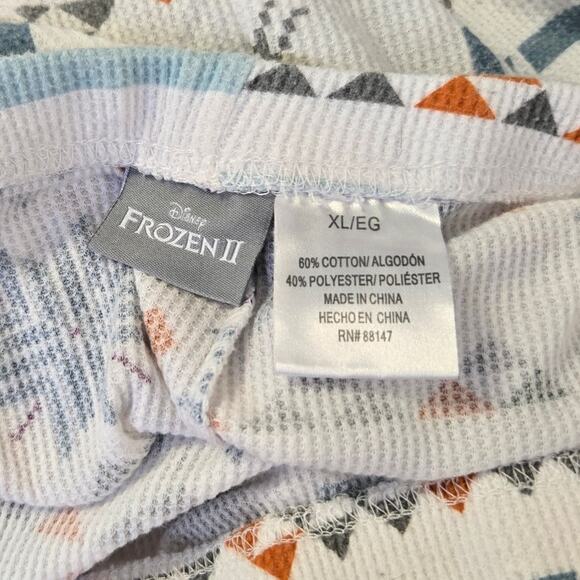 Disney
FROZEN II
XL/EG
60% COTTON/ ALGODÓN
40% POLYESTER/ POLIÉSTER
MADE IN CHINA
HECHO EN CHINA
RN# 88147